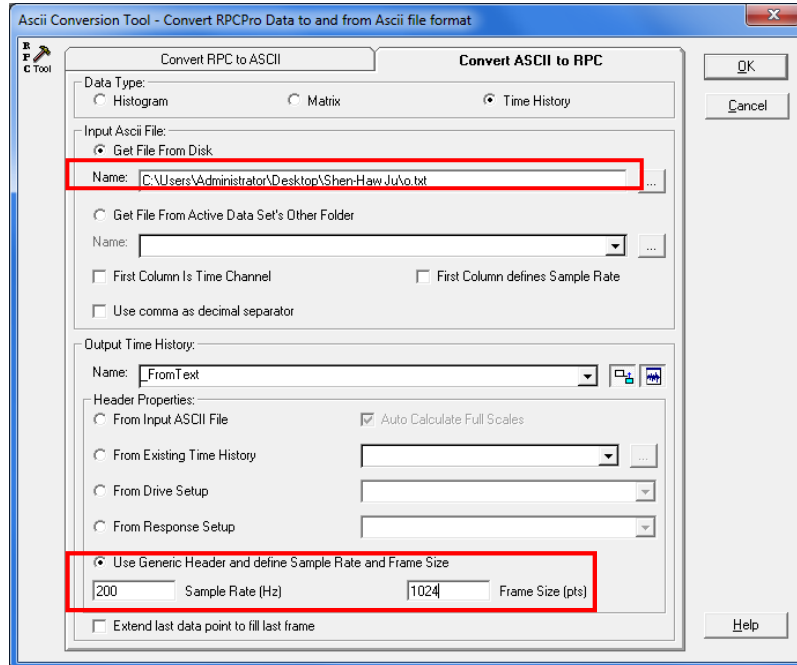 Ascii Conversion Tool - Convert RPCPro Data to and from Ascii file format
R
P
C Tool
Convert RPC to ASCII
Convert ASCII to RPC
OK
Cancel
Data Type:
Histogram Matrix Time History
Input Ascii File:
Get File From Disk
Name: C:\Users\Administrator\Desktop\Shen-Haw Ju\o.txt ...
Get File From Active Data Set's Other Folder
Name: ...
First Column Is Time Channel First Column defines Sample Rate
Use comma as decimal separator
Output Time History:
Name: _FromText
Header Properties:
From Input ASCII File Auto Calculate Full Scales
From Existing Time History ...
From Drive Setup
From Response Setup
Use Generic Header and define Sample Rate and Frame Size
200 Sample Rate (Hz) 1024 Frame Size (pts)
Extend last data point to fill last frame
Help